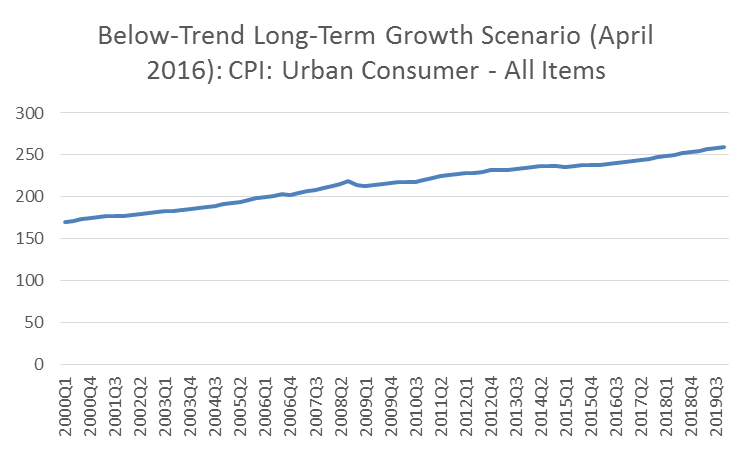 Below-Trend Long-Term Growth Scenario (April
2016): CPI: Urban Consumer - All Items
300
250
200
150
100
50
0
2000Q1
2000Q4
2001Q3
2002Q2
2003Q1
2003Q4
2004Q3
2005Q2
2006Q1
2006Q4
2007Q3
2008Q2
2009Q1
2009Q4
2010Q3
2011Q2
2012Q1
2012Q4
2013Q3
2014Q2
2015Q1
2015Q4
2016Q3
2017Q2
2018Q1
2018Q4
2019Q3